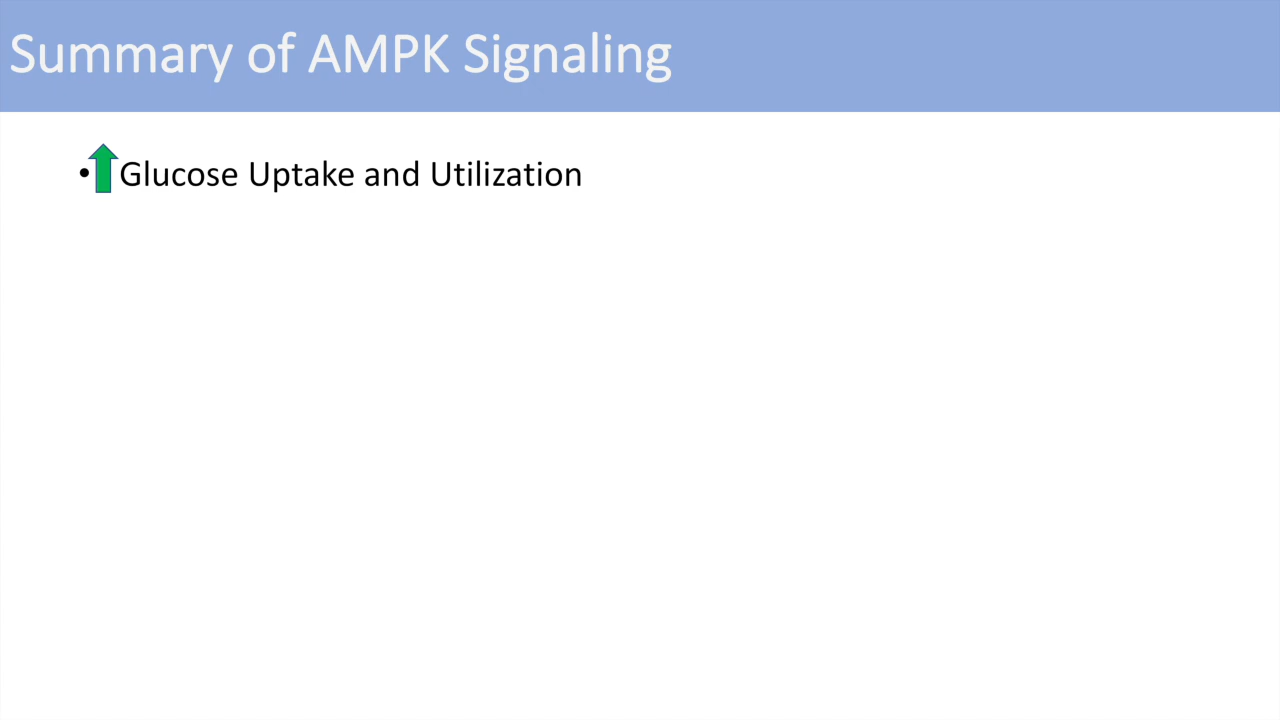 Summary of AMPK Signaling
• Glucose Uptake and Utilization